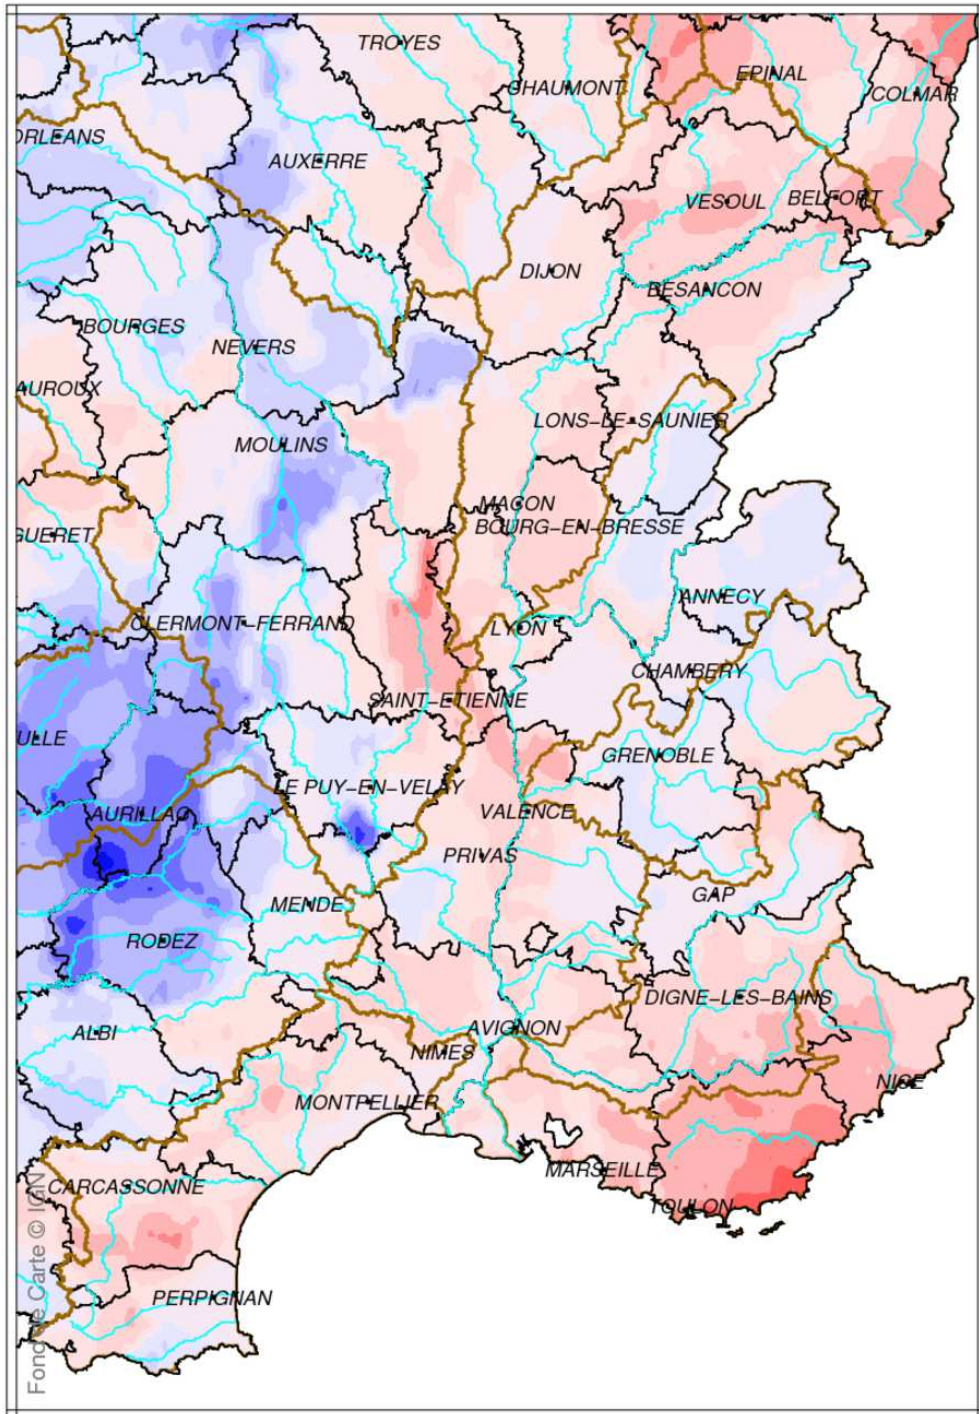 TROYES
EPINAL
CHAUMONT
COLMAR
ORLEANS
AUXERRE
VESOUL
BELFORT
DIJON
BESANCON
BOURGES
NEVERS
AUROUX
LONS-LE-SAUNIER
MOULINS
MACON
BOURG-EN-BRESSE
GUERET
ANNECY
CLERMONT-FERRAND
LYON
CHAMBERY
SAINT-ETIENNE
ULLE
GRENOBLE
LE PUY-EN-VELAY
AURILLAC
VALENCE
PRIVAS
GAP
MENDE
RODEZ
DIGNE-LES-BAINS
AVIGNON
ALBI
NIMES
NICE
MONTPELLIER
MARSEILLE
CARCASSONNE
TOULON
PERPIGNAN
Fond de Carte © IGN